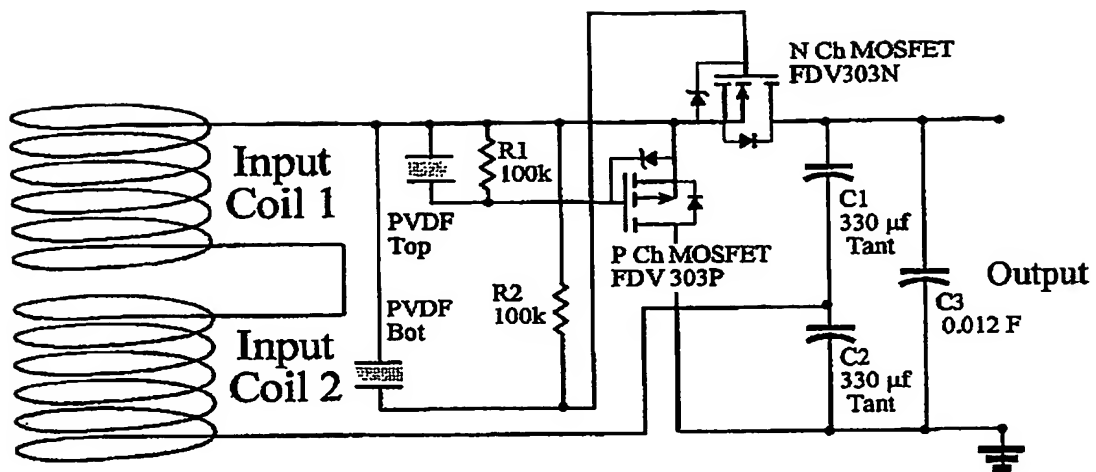 N Ch MOSFET
FDV303N
Input
Coil 1
R1
100k
PVDF
Top
C1
330 μf
Tant
P Ch MOSFET
FDV 303P
Output
R2
100k
PVDF
Bot
C3
0.012 F
Input
Coil 2
C2
330 μf
Tant